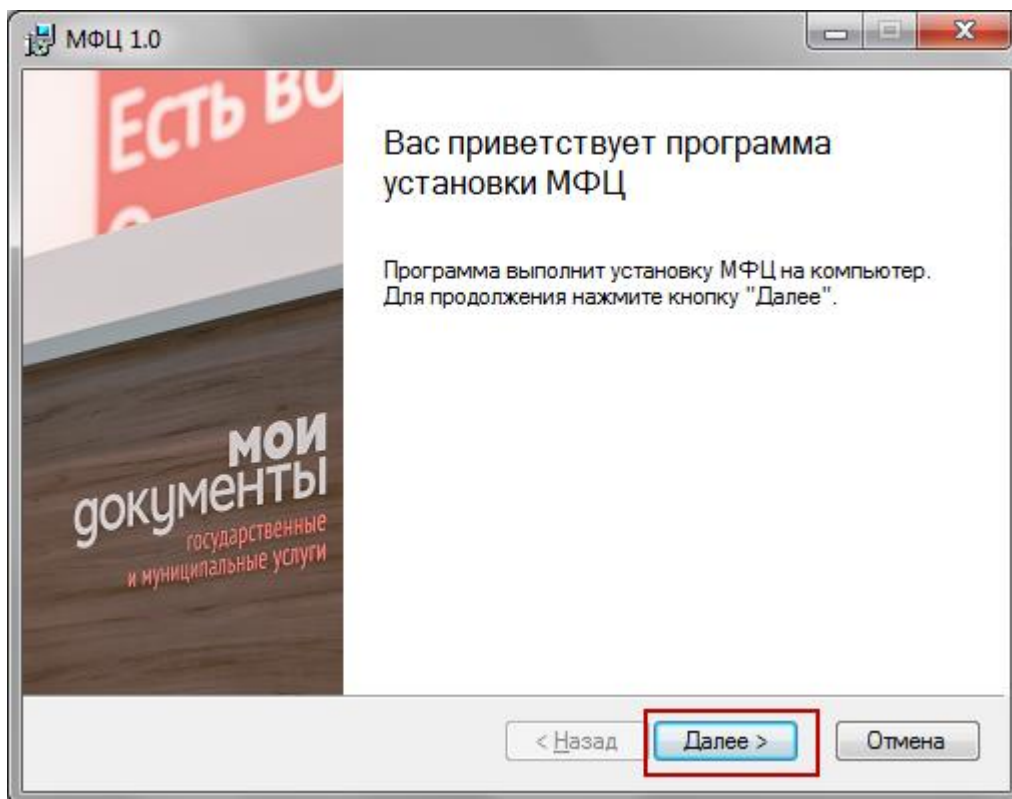 МФЦ 1.0
Есть во
Вас приветствует программа
установки МФЦ
Программа выполнит установку МФЦ на компьютер.
Для продолжения нажмите кнопку "Далее".
мои
документы
государственные
и муниципальные услуги
< Назад
Далее >
Отмена